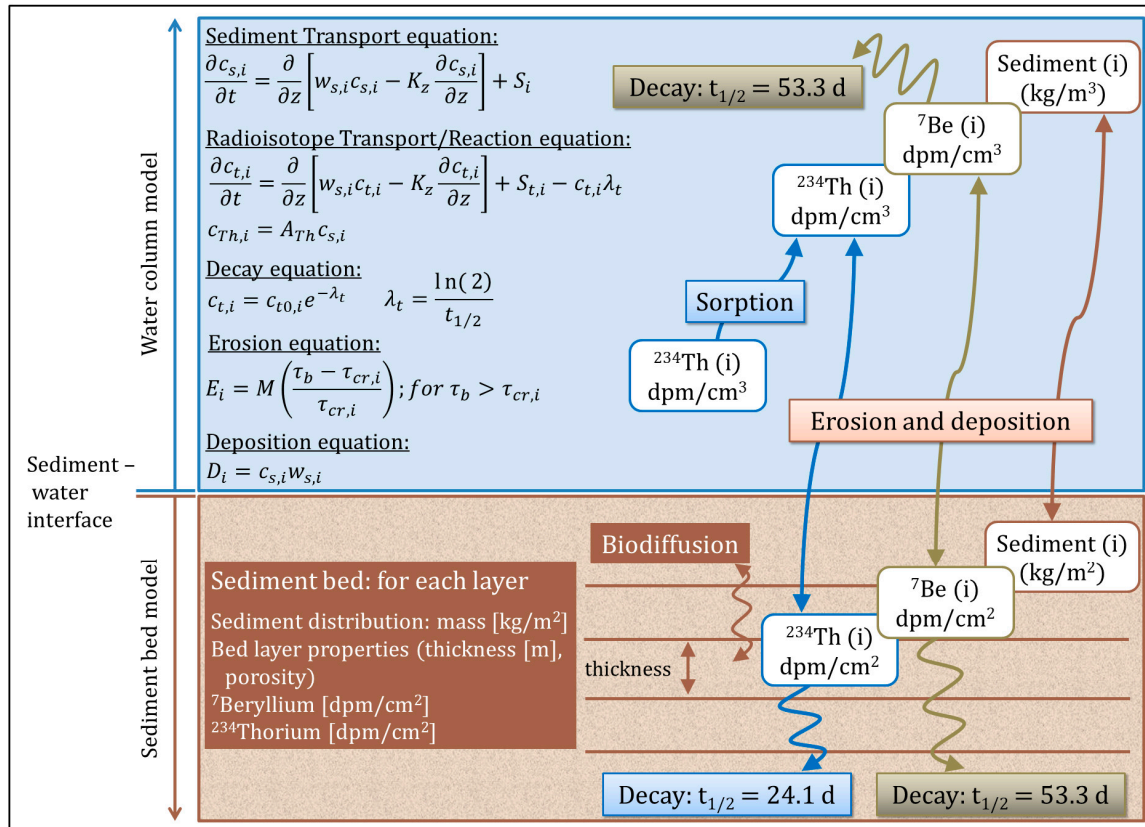 Water column model
Sediment –
water
interface
Sediment bed model
Sediment Transport equation:
∂c_{s,i}/∂t = ∂/∂z [w_{s,i}c_{s,i} − K_z ∂c_{s,i}/∂z] + S_i
Radioisotope Transport/Reaction equation:
∂c_{t,i}/∂t = ∂/∂z [w_{s,i}c_{t,i} − K_z ∂c_{t,i}/∂z] + S_{t,i} − c_{t,i}λ_t
c_{Th,i} = A_{Th}c_{s,i}
Decay equation:
c_{t,i} = c_{t0,i}e^{−λ_t} λ_t = ln( 2)/t_{1/2}
Erosion equation:
E_i = M ((τ_b − τ_{cr,i})/τ_{cr,i}) ; for τ_b > τ_{cr,i}
Deposition equation:
D_i = c_{s,i}w_{s,i}
Decay: t_{1/2} = 53.3 d
Sediment (i)
(kg/m³)
⁷Be (i)
dpm/cm³
²³⁴Th (i)
dpm/cm³
Sorption
²³⁴Th (i)
dpm/cm³
Erosion and deposition
Sediment bed: for each layer
Sediment distribution: mass [kg/m²]
Bed layer properties (thickness [m],
porosity)
⁷Beryllium [dpm/cm²]
²³⁴Thorium [dpm/cm²]
Biodiffusion
thickness
Sediment (i)
(kg/m²)
⁷Be (i)
dpm/cm²
²³⁴Th (i)
dpm/cm²
Decay: t_{1/2} = 24.1 d
Decay: t_{1/2} = 53.3 d